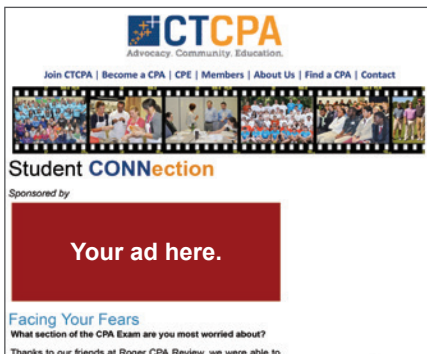 CTCPA
Advocacy. Community. Education.
Join CTCPA | Become a CPA | CPE | Members | About Us | Find a CPA | Contact
Student CONNection
Sponsored by
Your ad here.
Facing Your Fears
What section of the CPA Exam are you most worried about?
Thanks to our friends at Roger CPA Review, we were able to